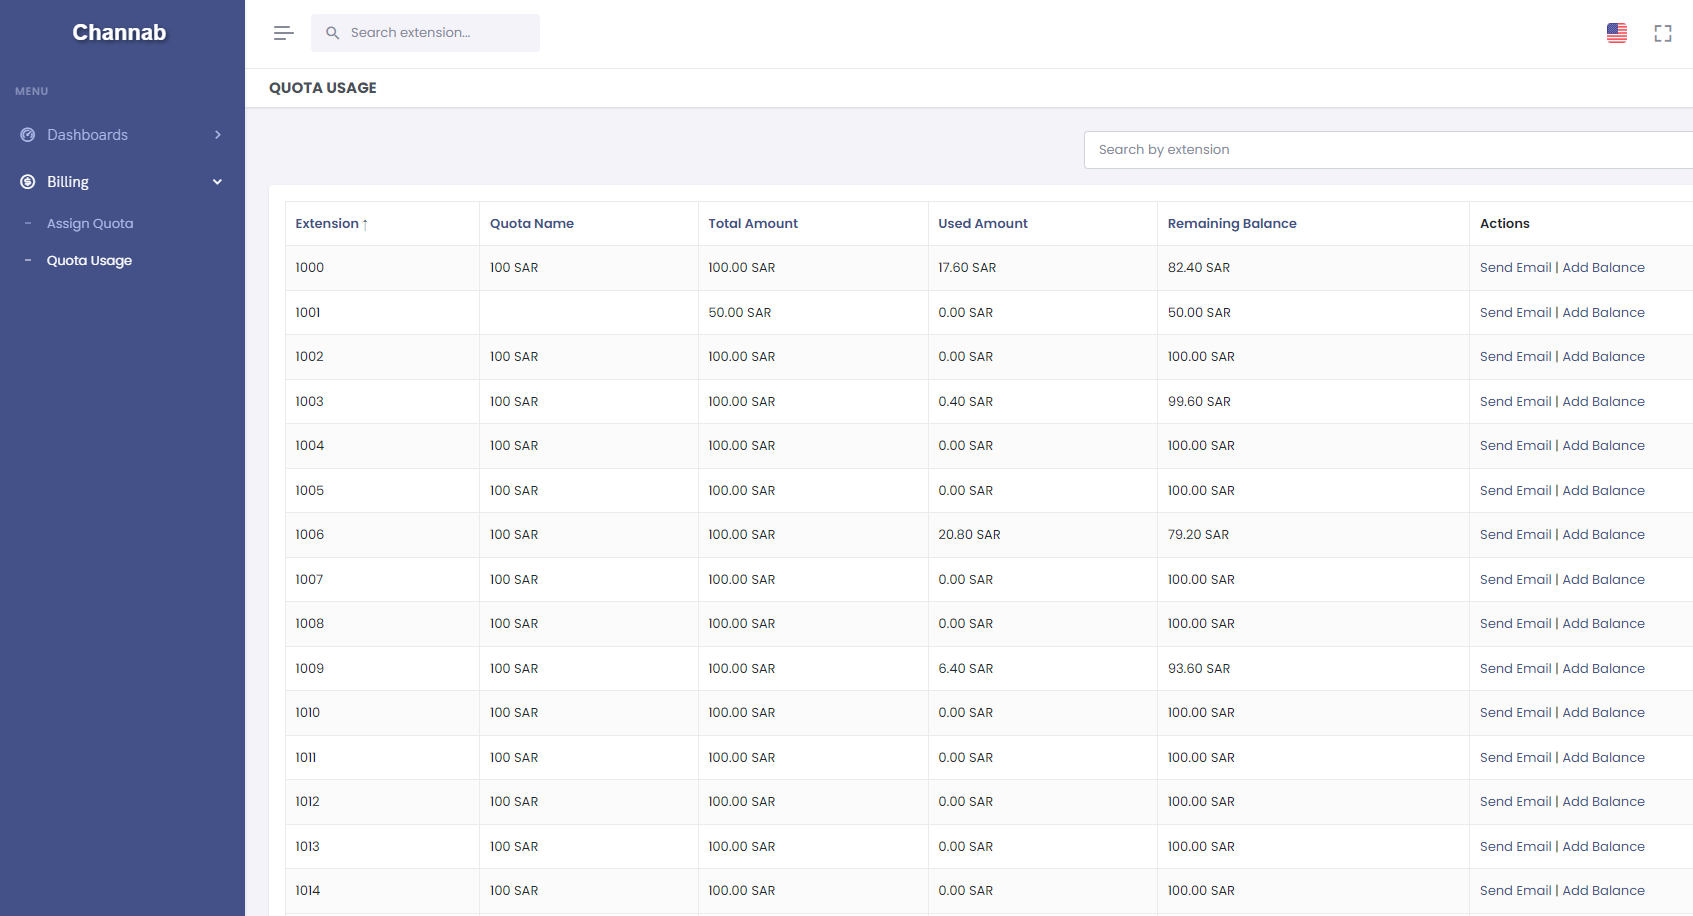 Channab
Search extension...
QUOTA USAGE
MENU
Dashboards
Billing
- Assign Quota
- Quota Usage
Search by extension
Extension ↑ Quota Name Total Amount Used Amount Remaining Balance Actions
1000 100 SAR 100.00 SAR 17.60 SAR 82.40 SAR Send Email | Add Balance
1001 50.00 SAR 0.00 SAR 50.00 SAR Send Email | Add Balance
1002 100 SAR 100.00 SAR 0.00 SAR 100.00 SAR Send Email | Add Balance
1003 100 SAR 100.00 SAR 0.40 SAR 99.60 SAR Send Email | Add Balance
1004 100 SAR 100.00 SAR 0.00 SAR 100.00 SAR Send Email | Add Balance
1005 100 SAR 100.00 SAR 0.00 SAR 100.00 SAR Send Email | Add Balance
1006 100 SAR 100.00 SAR 20.80 SAR 79.20 SAR Send Email | Add Balance
1007 100 SAR 100.00 SAR 0.00 SAR 100.00 SAR Send Email | Add Balance
1008 100 SAR 100.00 SAR 0.00 SAR 100.00 SAR Send Email | Add Balance
1009 100 SAR 100.00 SAR 6.40 SAR 93.60 SAR Send Email | Add Balance
1010 100 SAR 100.00 SAR 0.00 SAR 100.00 SAR Send Email | Add Balance
1011 100 SAR 100.00 SAR 0.00 SAR 100.00 SAR Send Email | Add Balance
1012 100 SAR 100.00 SAR 0.00 SAR 100.00 SAR Send Email | Add Balance
1013 100 SAR 100.00 SAR 0.00 SAR 100.00 SAR Send Email | Add Balance
1014 100 SAR 100.00 SAR 0.00 SAR 100.00 SAR Send Email | Add Balance